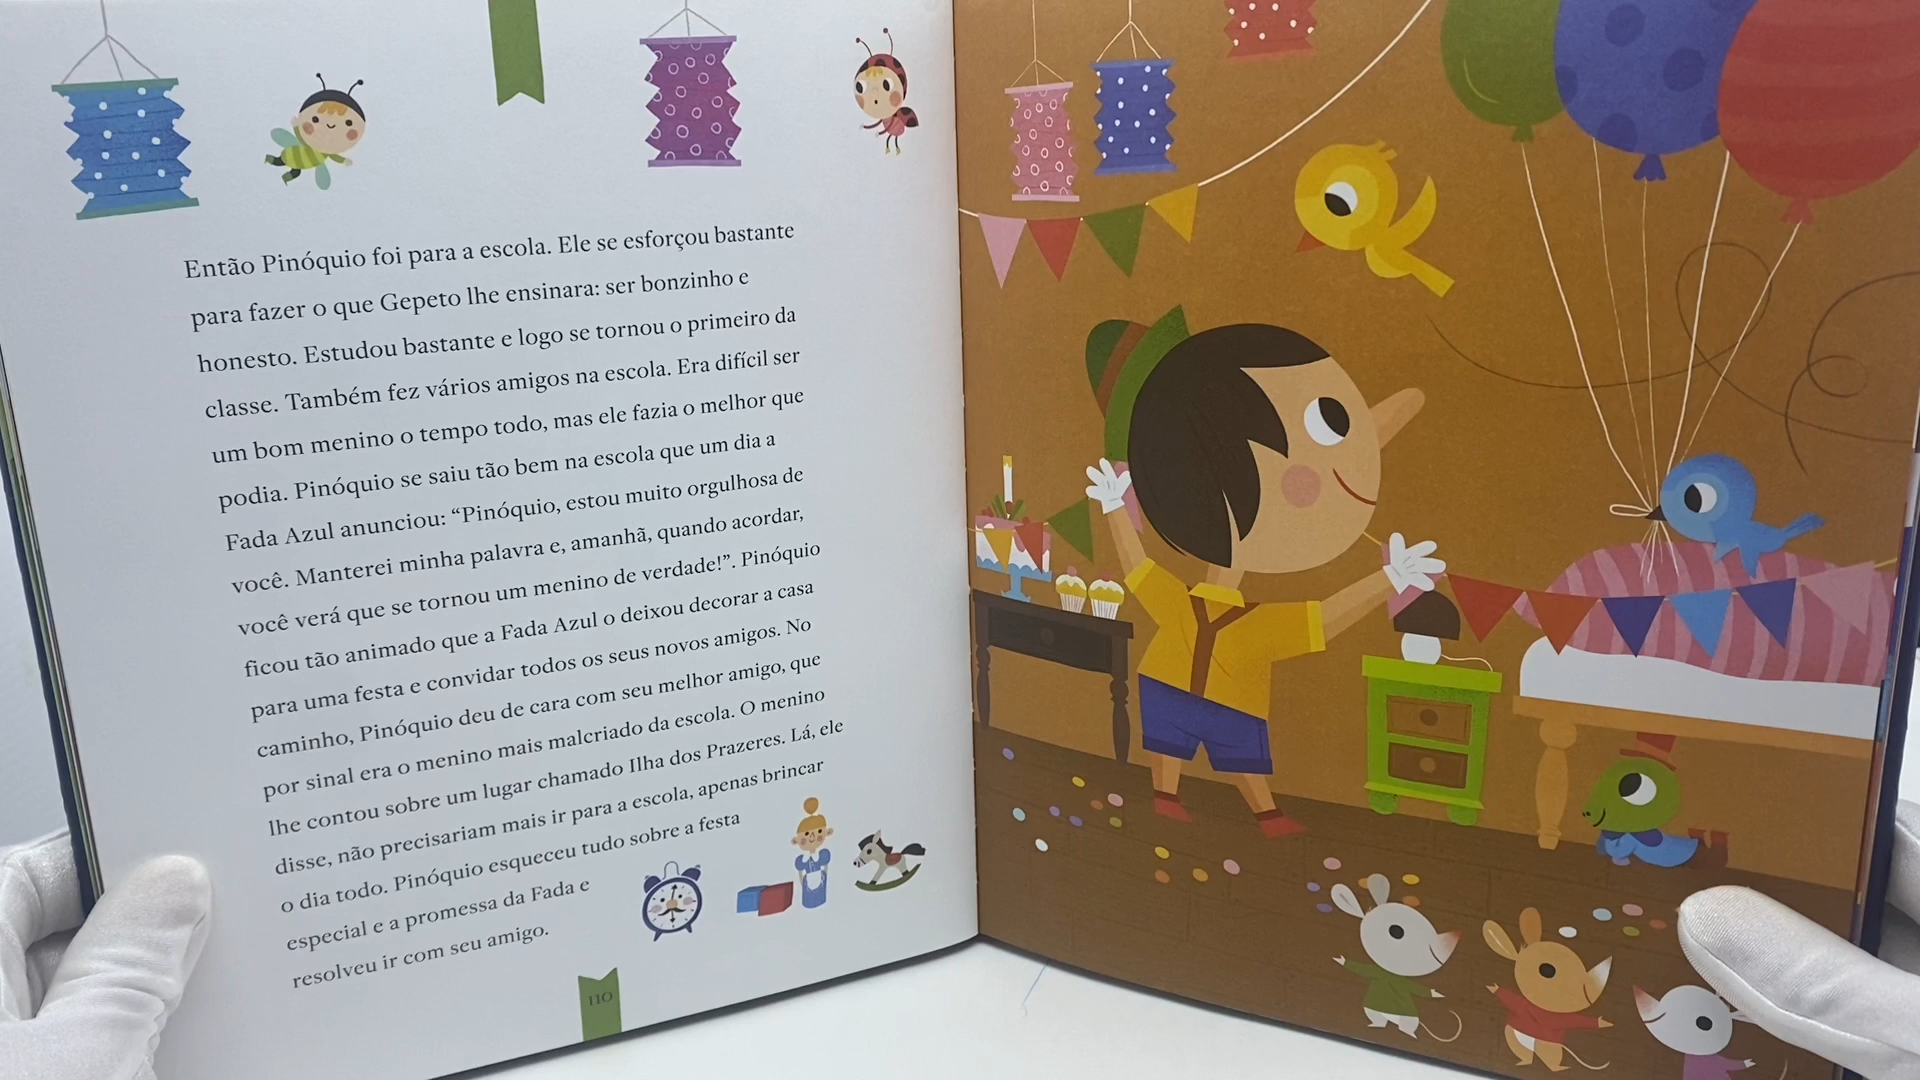 Então Pinóquio foi para a escola. Ele se esforçou bastante
para fazer o que Gepeto lhe ensinara: ser bonzinho e
honesto. Estudou bastante e logo se tornou o primeiro da
classe. Também fez vários amigos na escola. Era difícil ser
um bom menino o tempo todo, mas ele fazia o melhor que
podia. Pinóquio se saiu tão bem na escola que um dia a
Fada Azul anunciou: “Pinóquio, estou muito orgulhosa de
você. Manterei minha palavra e, amanhã, quando acordar,
você verá que se tornou um menino de verdade!”. Pinóquio
ficou tão animado que a Fada Azul o deixou decorar a casa
para uma festa e convidar todos os seus novos amigos. No
caminho, Pinóquio deu de cara com seu melhor amigo, que
por sinal era o menino mais malcriado da escola. O menino
lhe contou sobre um lugar chamado Ilha dos Prazeres. Lá, ele
disse, não precisariam mais ir para a escola, apenas brincar
o dia todo. Pinóquio esqueceu tudo sobre a festa
especial e a promessa da Fada e
resolveu ir com seu amigo.
110